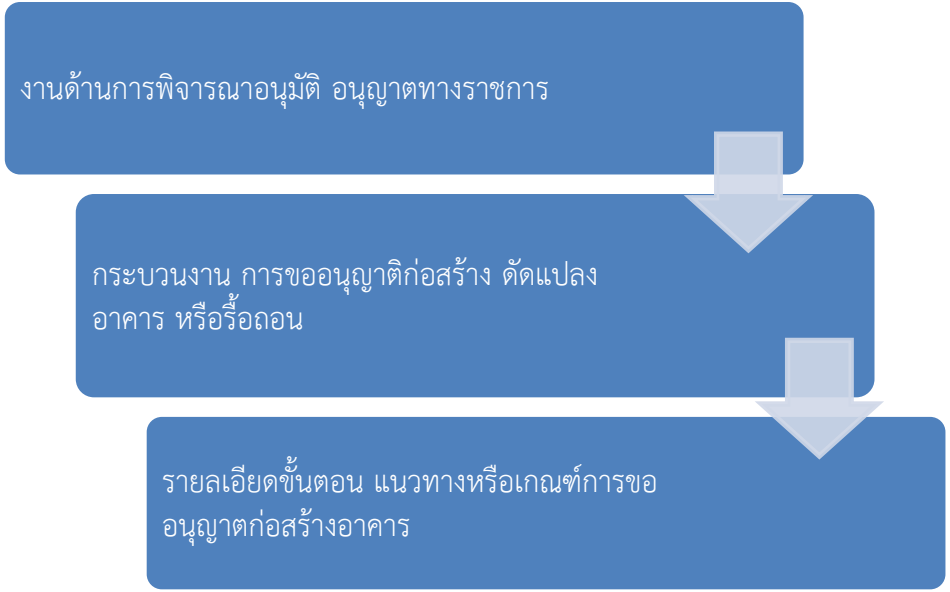 งานด้านการพิจารณาอนุมัติ อนุญาตทางราชการ
กระบวนงาน การขออนุญาติก่อสร้าง ดัดแปลง
อาคาร หรือรื้อถอน
รายลเอียดขั้นตอน แนวทางหรือเกณฑ์การขอ
อนุญาตก่อสร้างอาคาร